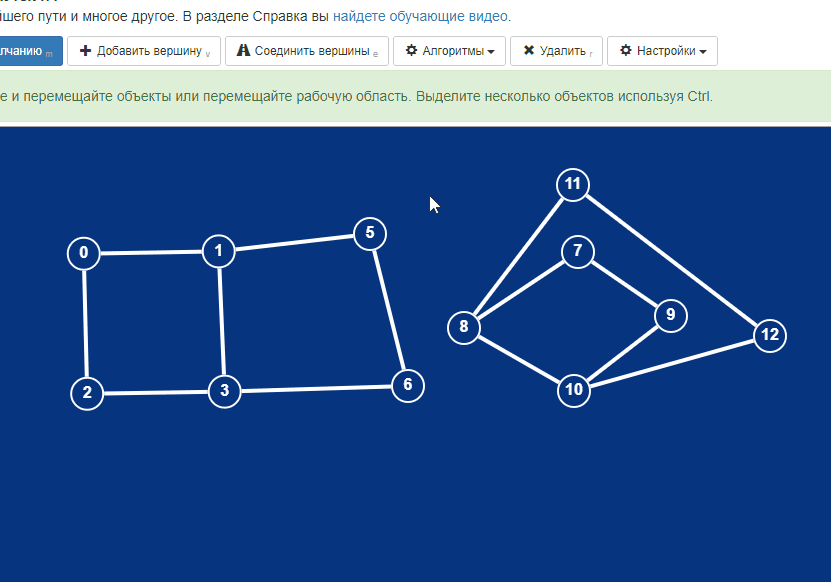 йшего пути и многое другое. В разделе Справка вы найдете обучающие видео.
лчанию m Добавить вершину v Соединить вершины e Алгоритмы Удалить r Настройки
е и перемещайте объекты или перемещайте рабочую область. Выделите несколько объектов используя Ctrl.
11
5
0 1 7
8 9 12
2 3 6 10